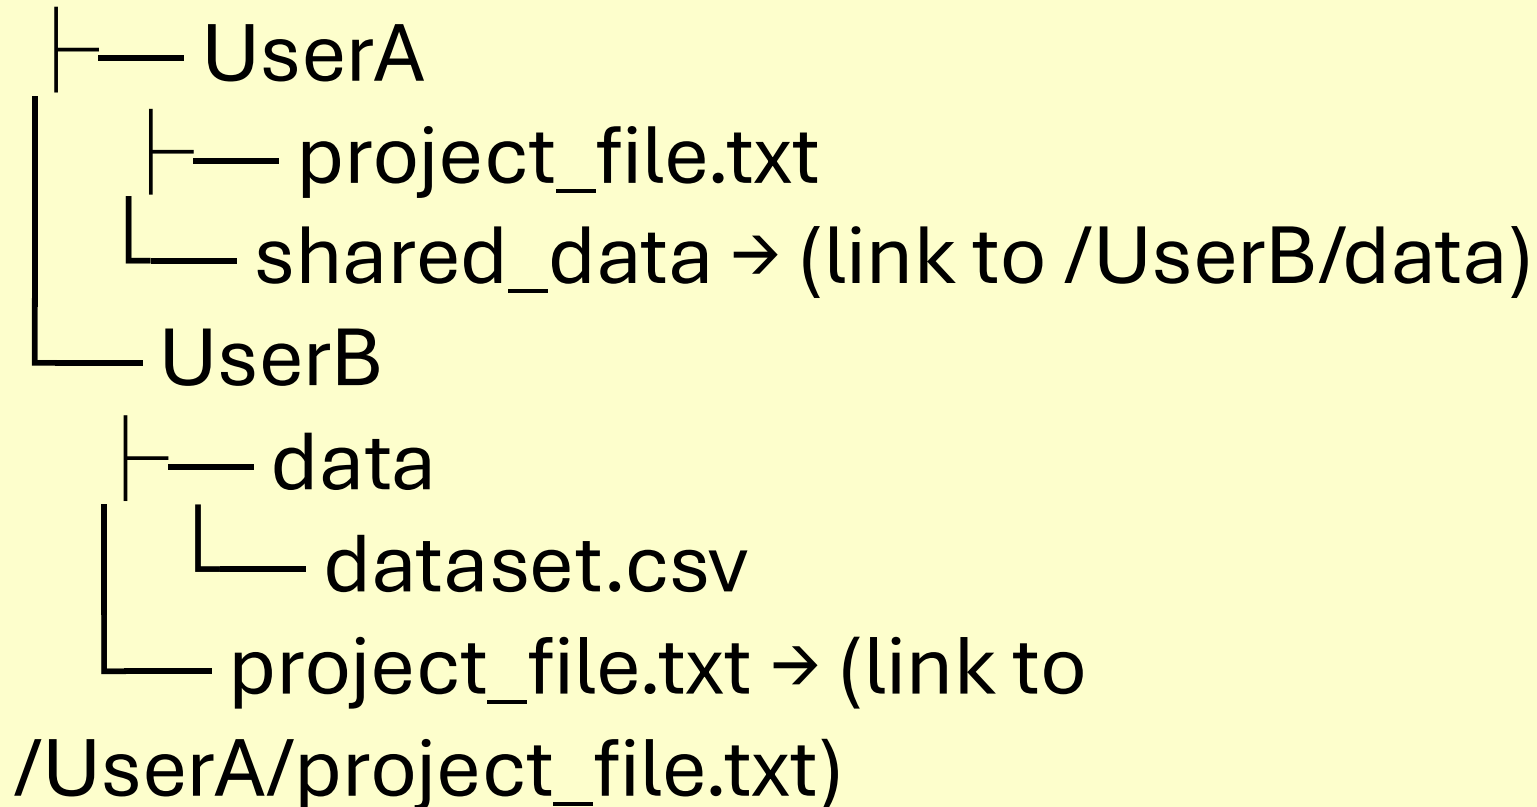 ├── UserA
│   ├── project_file.txt
│   └── shared_data → (link to /UserB/data)
└── UserB
    ├── data
    │   └── dataset.csv
    └── project_file.txt → (link to
/UserA/project_file.txt)